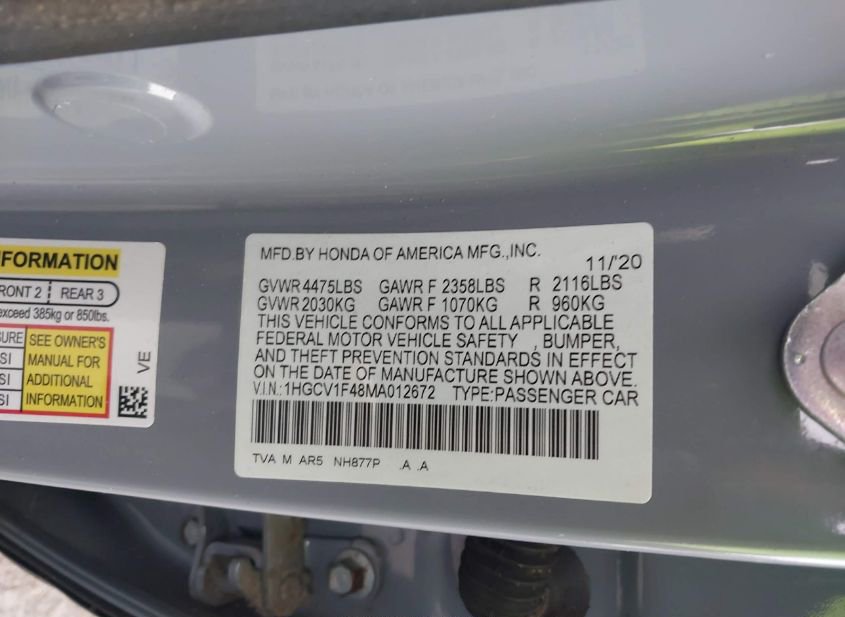 NFORMATION
FRONT 2 REAR 3
exceed 385kg or 850lbs.
SURE SEE OWNER'S
SI MANUAL FOR
SI ADDITIONAL
SI INFORMATION
VE
MFD.BY HONDA OF AMERICA MFG.,INC.
11/'20
GVWR 4475LBS GAWR F 2358LBS R 2116LBS
GVWR 2030KG GAWR F 1070KG R 960KG
THIS VEHICLE CONFORMS TO ALL APPLICABLE
FEDERAL MOTOR VEHICLE SAFETY , BUMPER,
AND THEFT PREVENTION STANDARDS IN EFFECT
ON THE DATE OF MANUFACTURE SHOWN ABOVE.
V.I.N.:1HGCV1F48MA012672 TYPE:PASSENGER CAR
TVA M AR5 NH877P .A .A